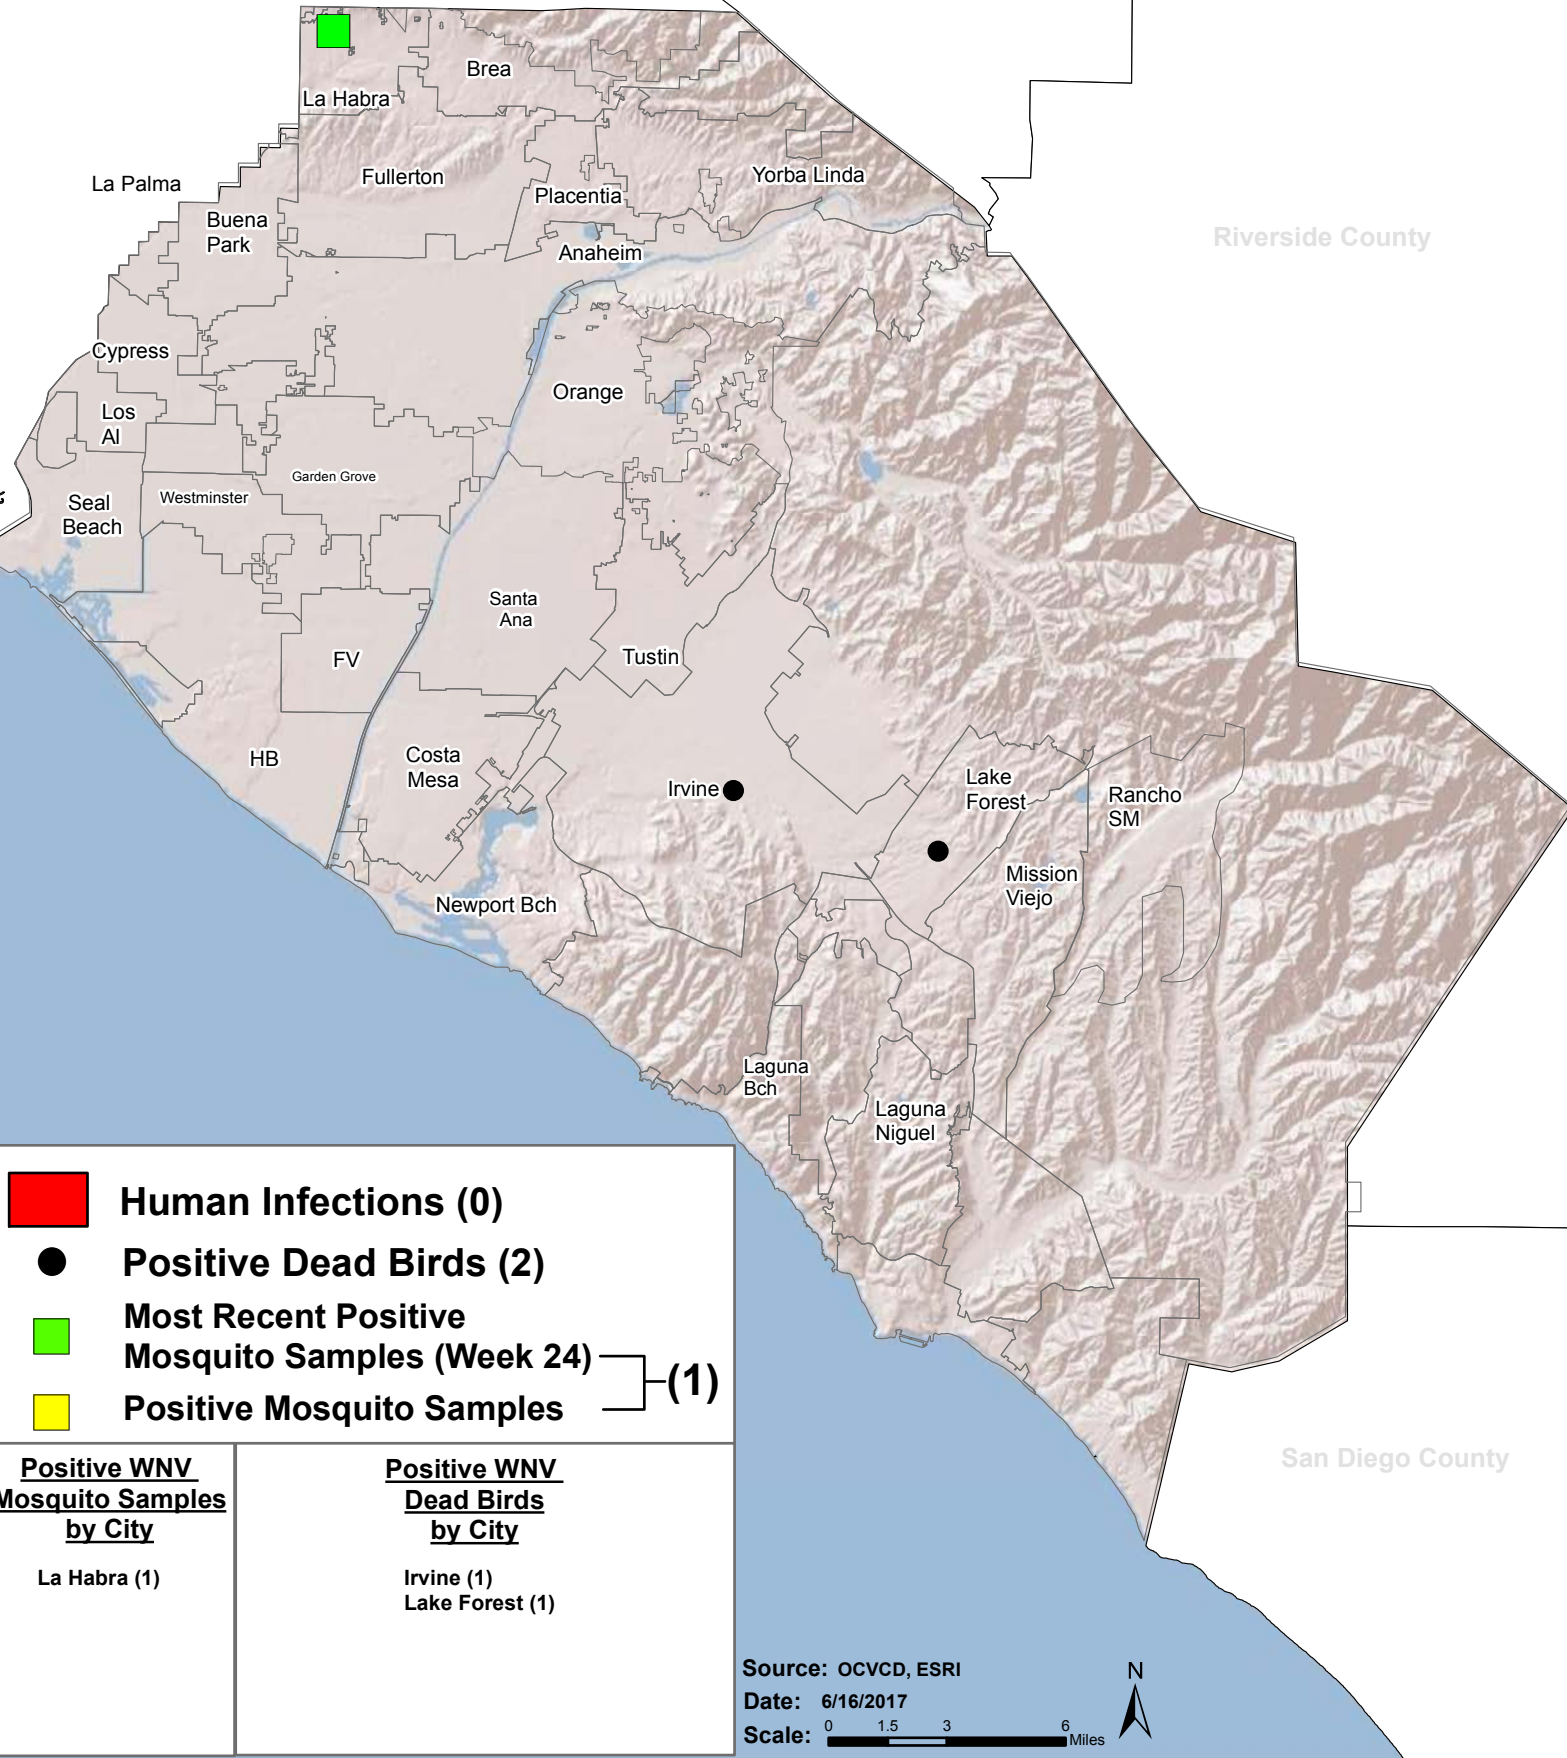 Brea
La Habra
La Palma
Fullerton
Yorba Linda
Placentia
Buena
Park
Riverside County
Anaheim
Cypress
Orange
Los
Al
Garden Grove
Westminster
Seal
Beach
Santa
Ana
FV
Tustin
HB
Costa
Mesa
Irvine
Lake
Forest
Rancho
SM
Mission
Viejo
Newport Bch
Laguna
Bch
Laguna
Niguel
Human Infections (0)
Positive Dead Birds (2)
Most Recent Positive
Mosquito Samples (Week 24)
(1)
Positive Mosquito Samples
San Diego County
Positive WNV
Mosquito Samples
by City
La Habra (1)
Positive WNV
Dead Birds
by City
Irvine (1)
Lake Forest (1)
Source: OCVCD, ESRI
Date: 6/16/2017
Scale: 0 1.5 3 6 Miles
N